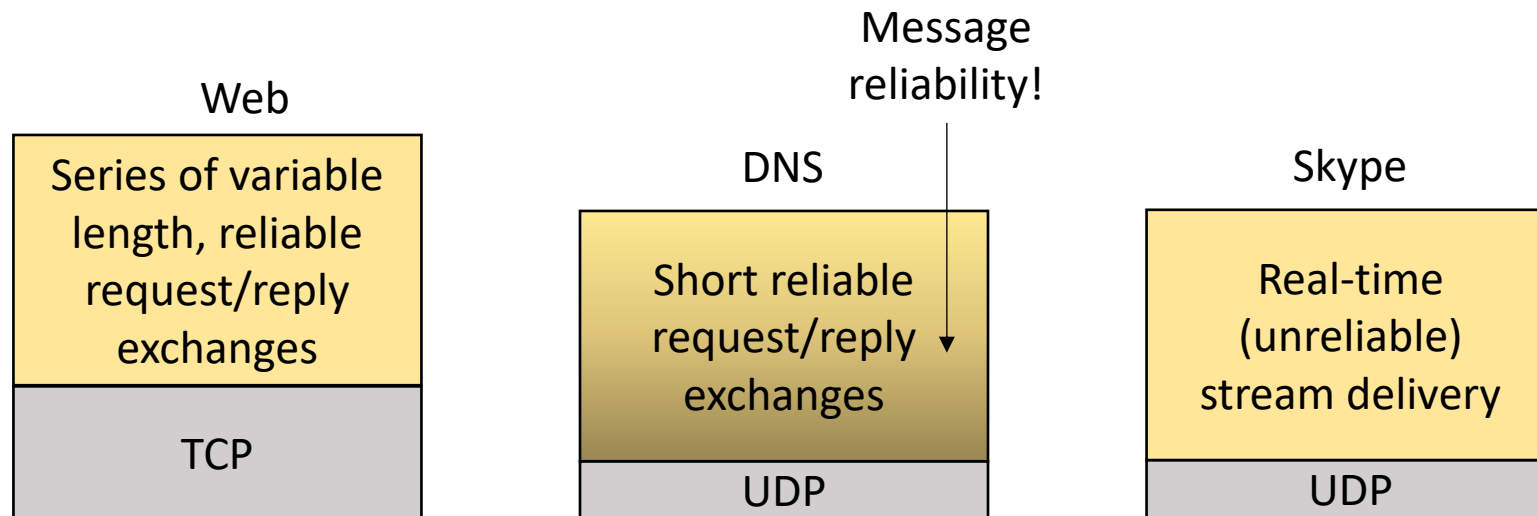 Web
Series of variable
length, reliable
request/reply
exchanges
TCP
Message
reliability!
DNS
Short reliable
request/reply
exchanges
UDP
Skype
Real-time
(unreliable)
stream delivery
UDP